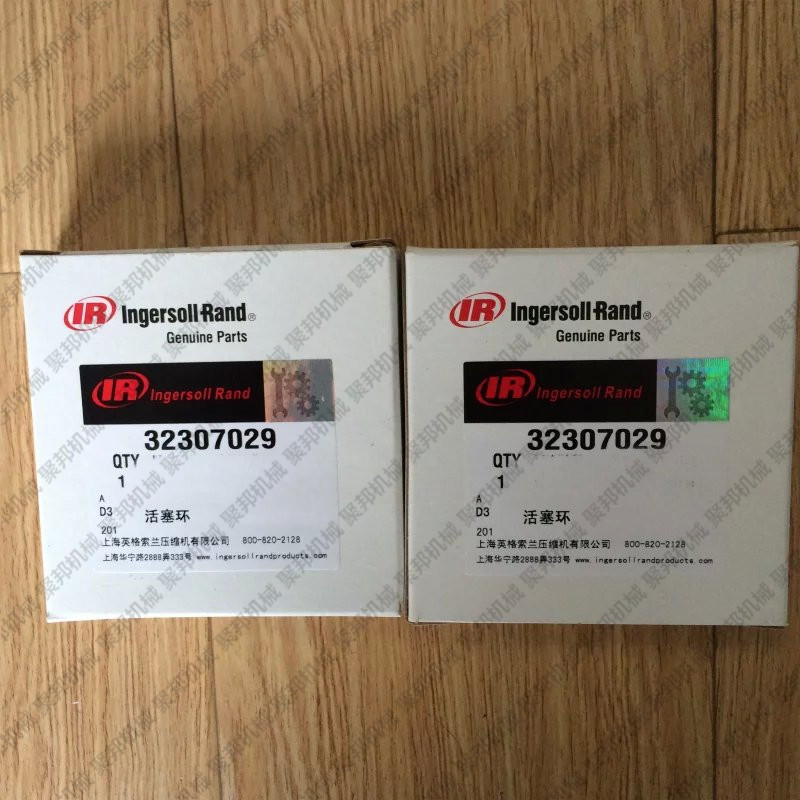 IR Ingersoll-Rand®
Genuine Parts
IR Ingersoll Rand
32307029
QTY
1
A
D3 活塞环
201
上海英格索兰压缩机有限公司 800-820-2128
上海华宁路2888弄333号 www.ingersollrandproducts.com
IR Ingersoll-Rand®
Genuine Parts
IR Ingersoll Rand
32307029
QTY
1
A
D3 活塞环
201
上海英格索兰压缩机有限公司 800-820-2128
上海华宁路2888弄333号 www.ingersollrandproducts.com
聚邦机械